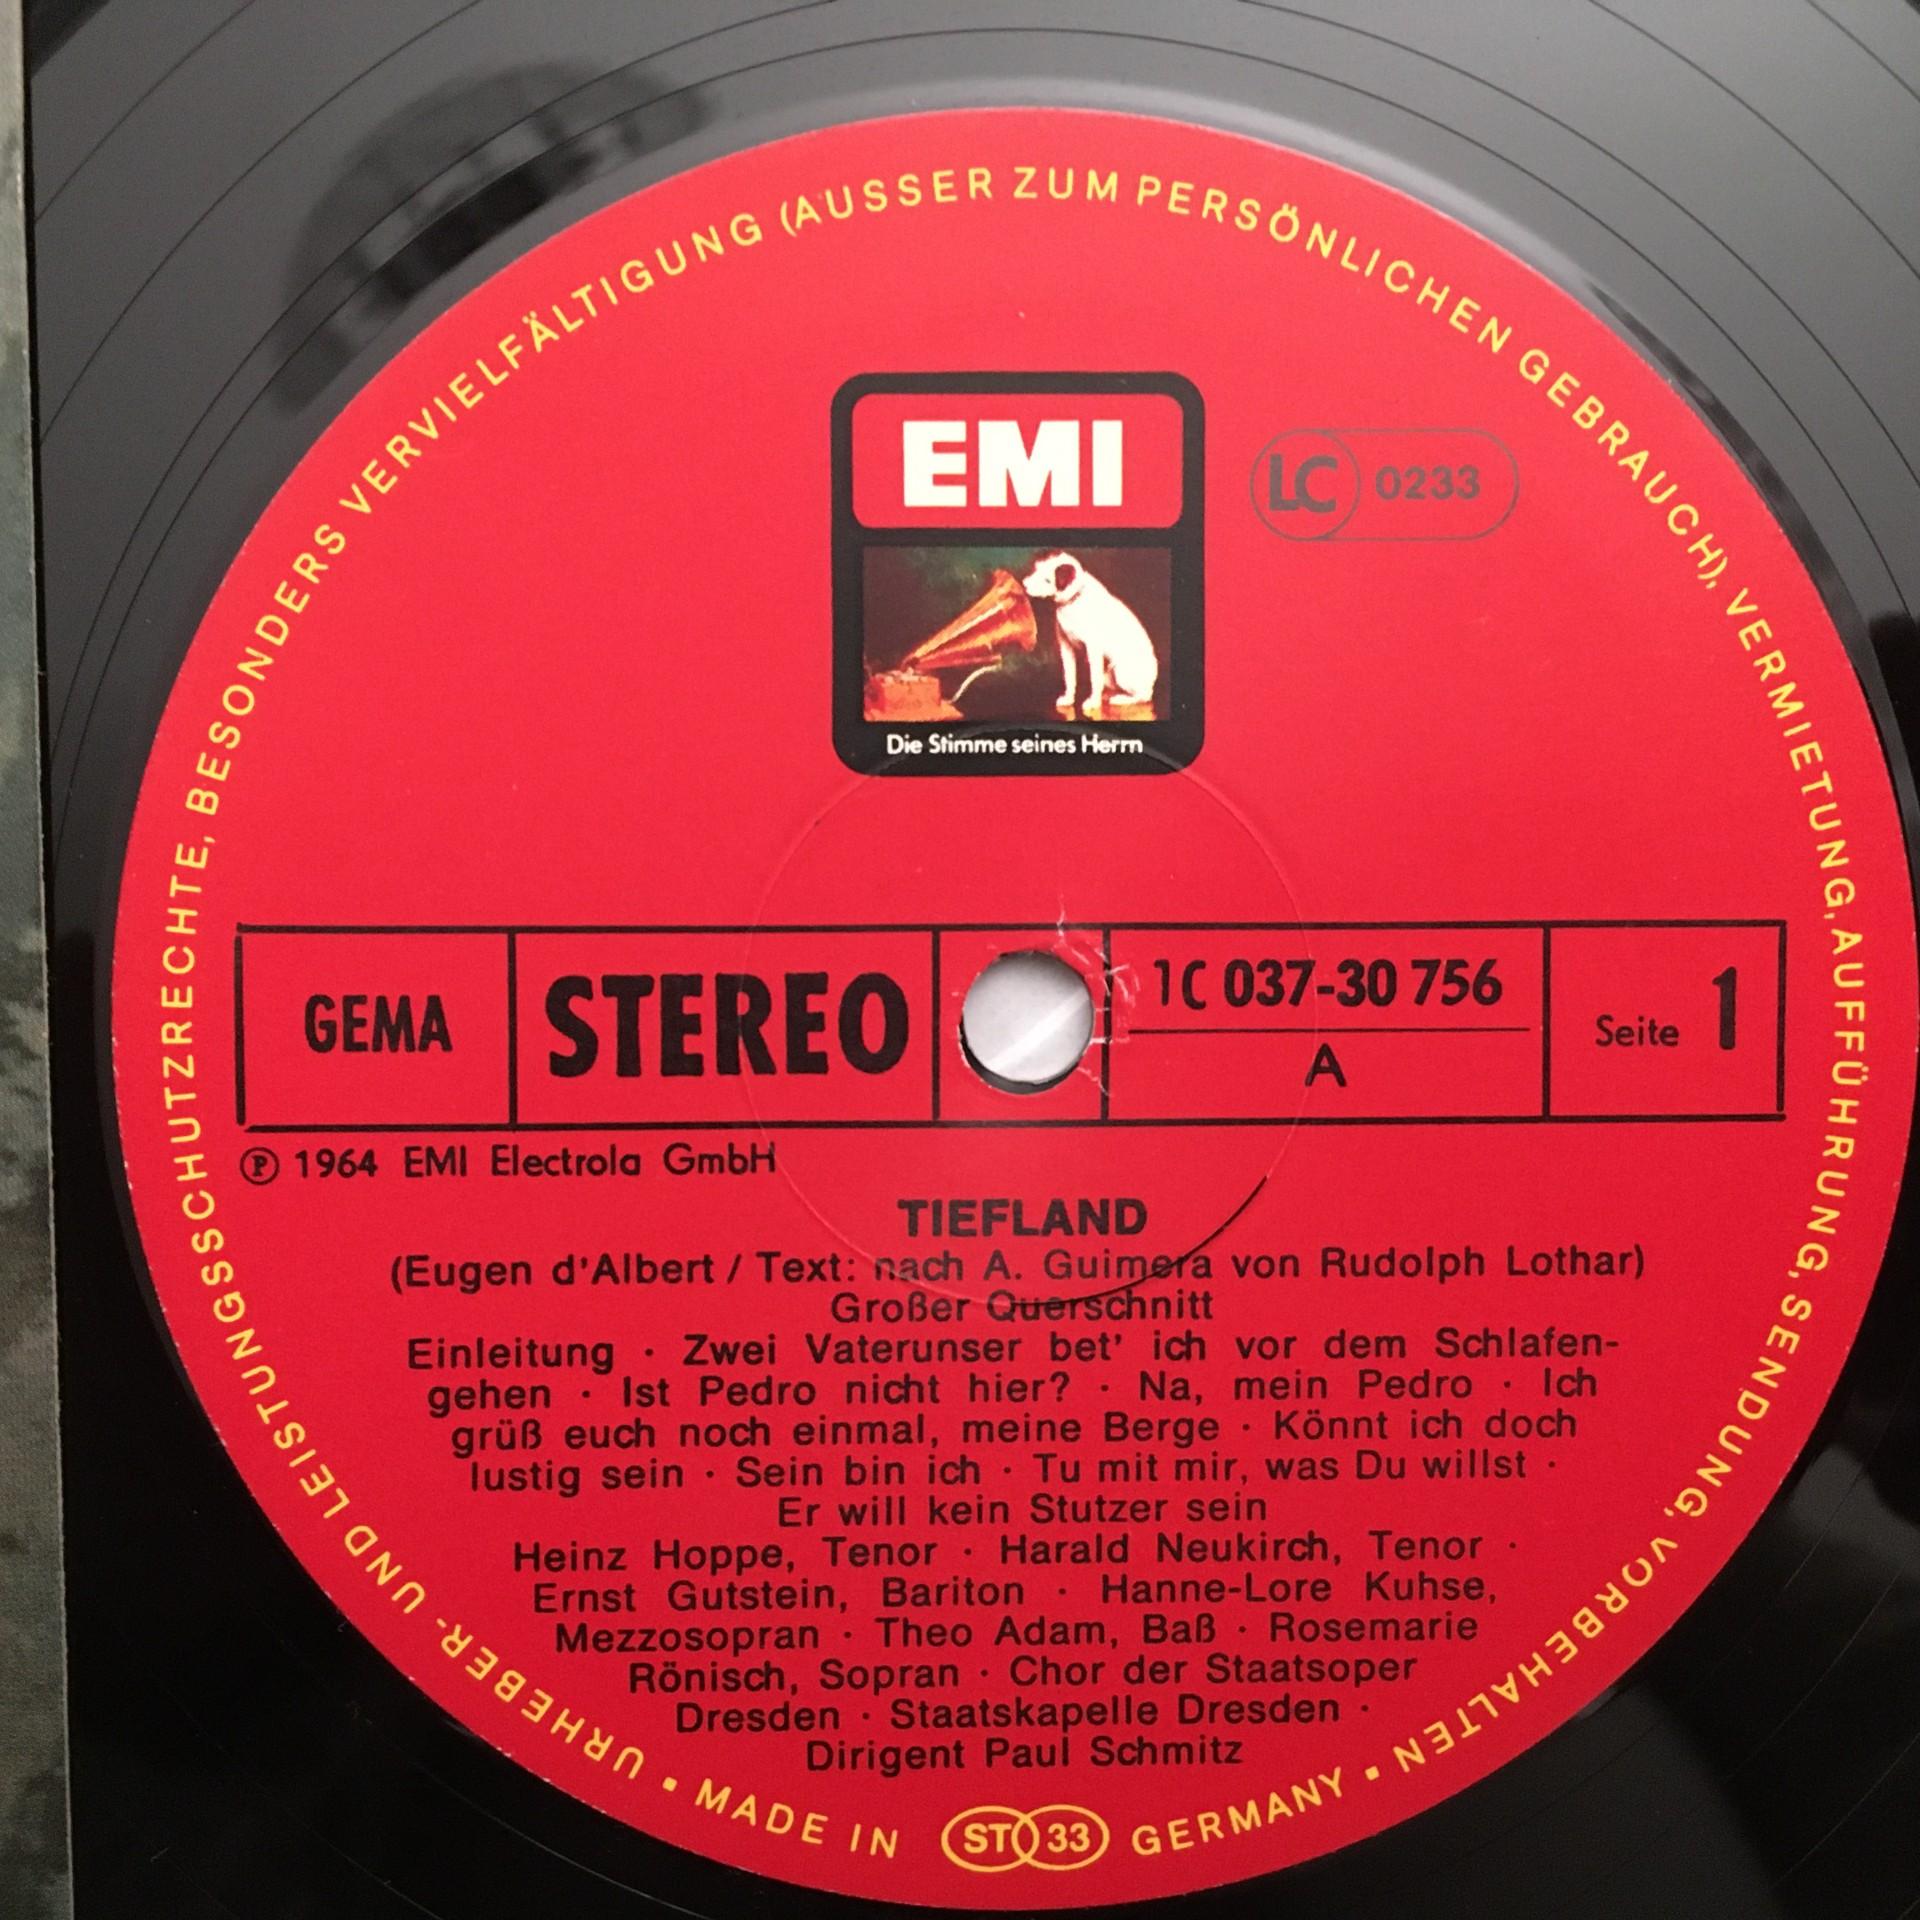 URHEBER- UND LEISTUNGSSCHUTZRECHTE, BESONDERS VERVIELFÄLTIGUNG (AUSSER ZUM PERSÖNLICHEN GEBRAUCH), VERMIETUNG, AUFFÜHRUNG, SENDUNG, VORBEHALTEN
EMI
LC 0233
Die Stimme seines Herrn
GEMA
STEREO
1C 037-30 756
A
Seite 1
℗ 1964 EMI Electrola GmbH
TIEFLAND
(Eugen d'Albert / Text: nach A. Guimera von Rudolph Lothar)
Großer Querschnitt
Einleitung · Zwei Vaterunser bet' ich vor dem Schlafen-
gehen · Ist Pedro nicht hier? · Na, mein Pedro · Ich
grüß euch noch einmal, meine Berge · Könnt ich doch
lustig sein · Sein bin ich · Tu mit mir, was Du willst ·
Er will kein Stutzer sein
Heinz Hoppe, Tenor · Harald Neukirch, Tenor ·
Ernst Gutstein, Bariton · Hanne-Lore Kuhse,
Mezzosopran · Theo Adam, Baß · Rosemarie
Rönisch, Sopran · Chor der Staatsoper
Dresden · Staatskapelle Dresden ·
Dirigent Paul Schmitz
• MADE IN ST 33 GERMANY •